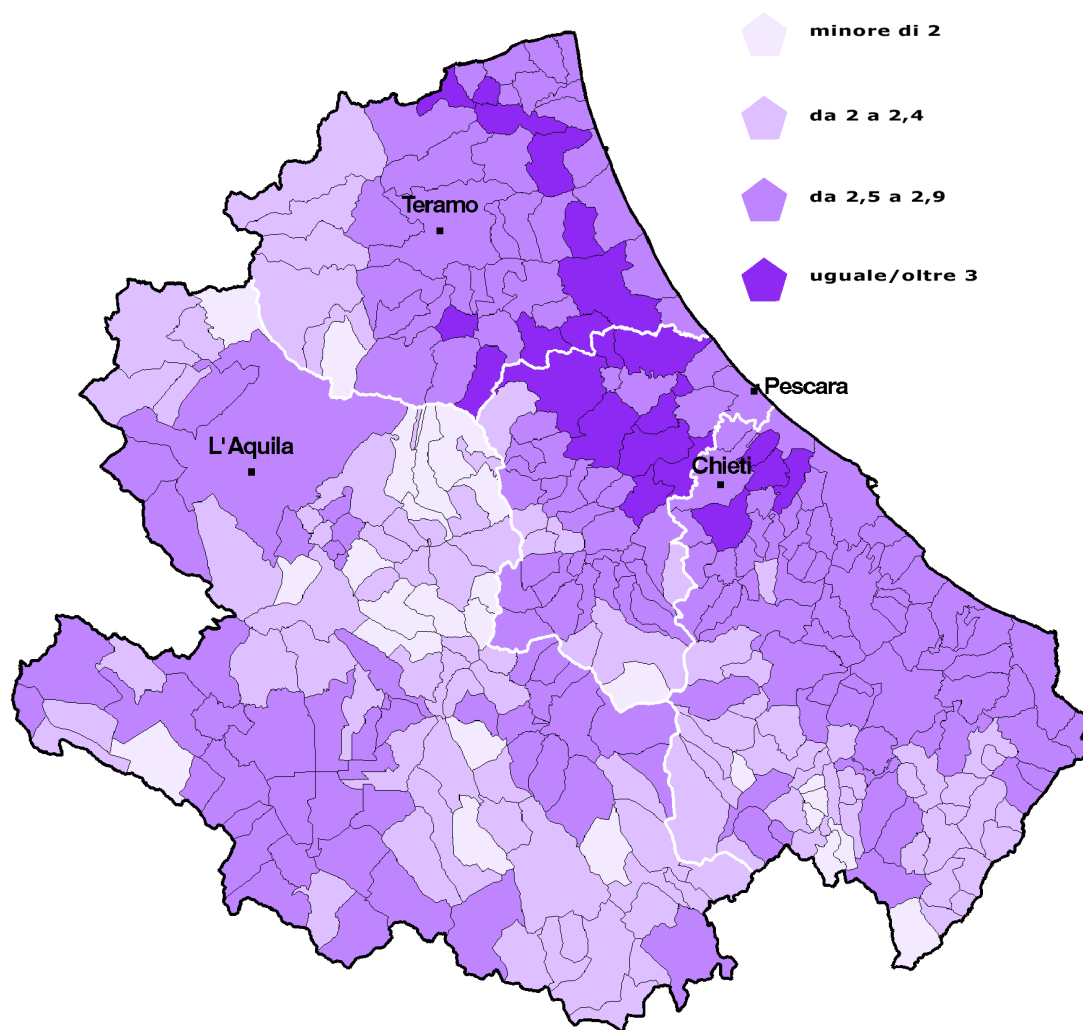 minore di 2
da 2 a 2,4
da 2,5 a 2,9
Teramo
uguale/oltre 3
Pescara
L'Aquila
Chieti